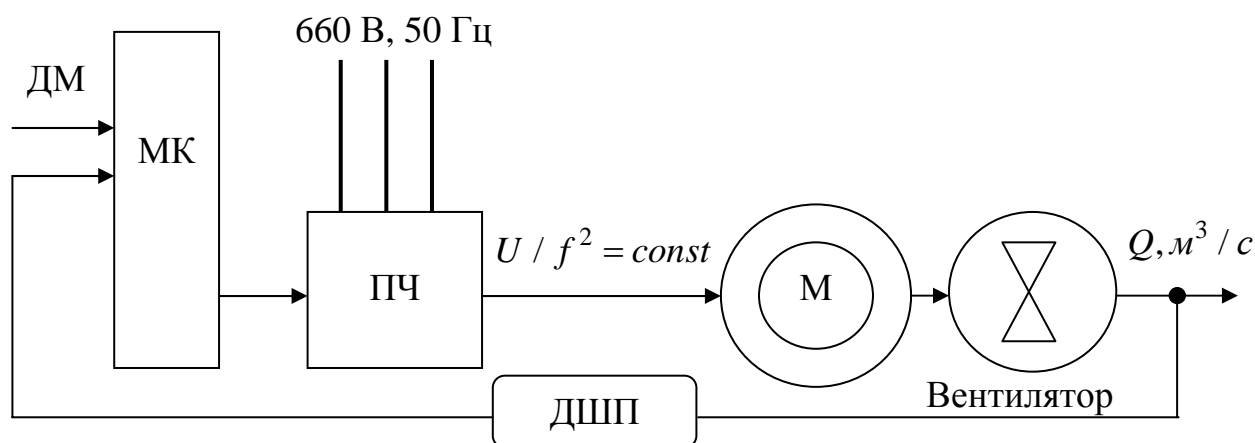 660 В, 50 Гц
ДМ
МК
ПЧ
U / f² = const
М
Q, м³ / с
Вентилятор
ДШП